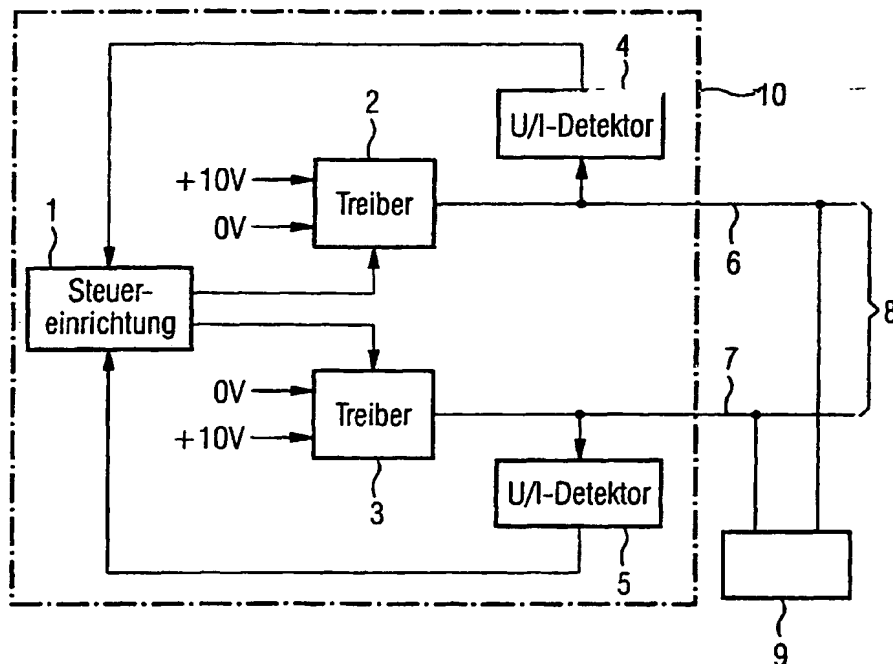 4
10
U/I-Detektor
2
+10V
Treiber
0V
1
6
Steuer-
einrichtung
8
7
0V
Treiber
+10V
U/I-Detektor
3
5
9